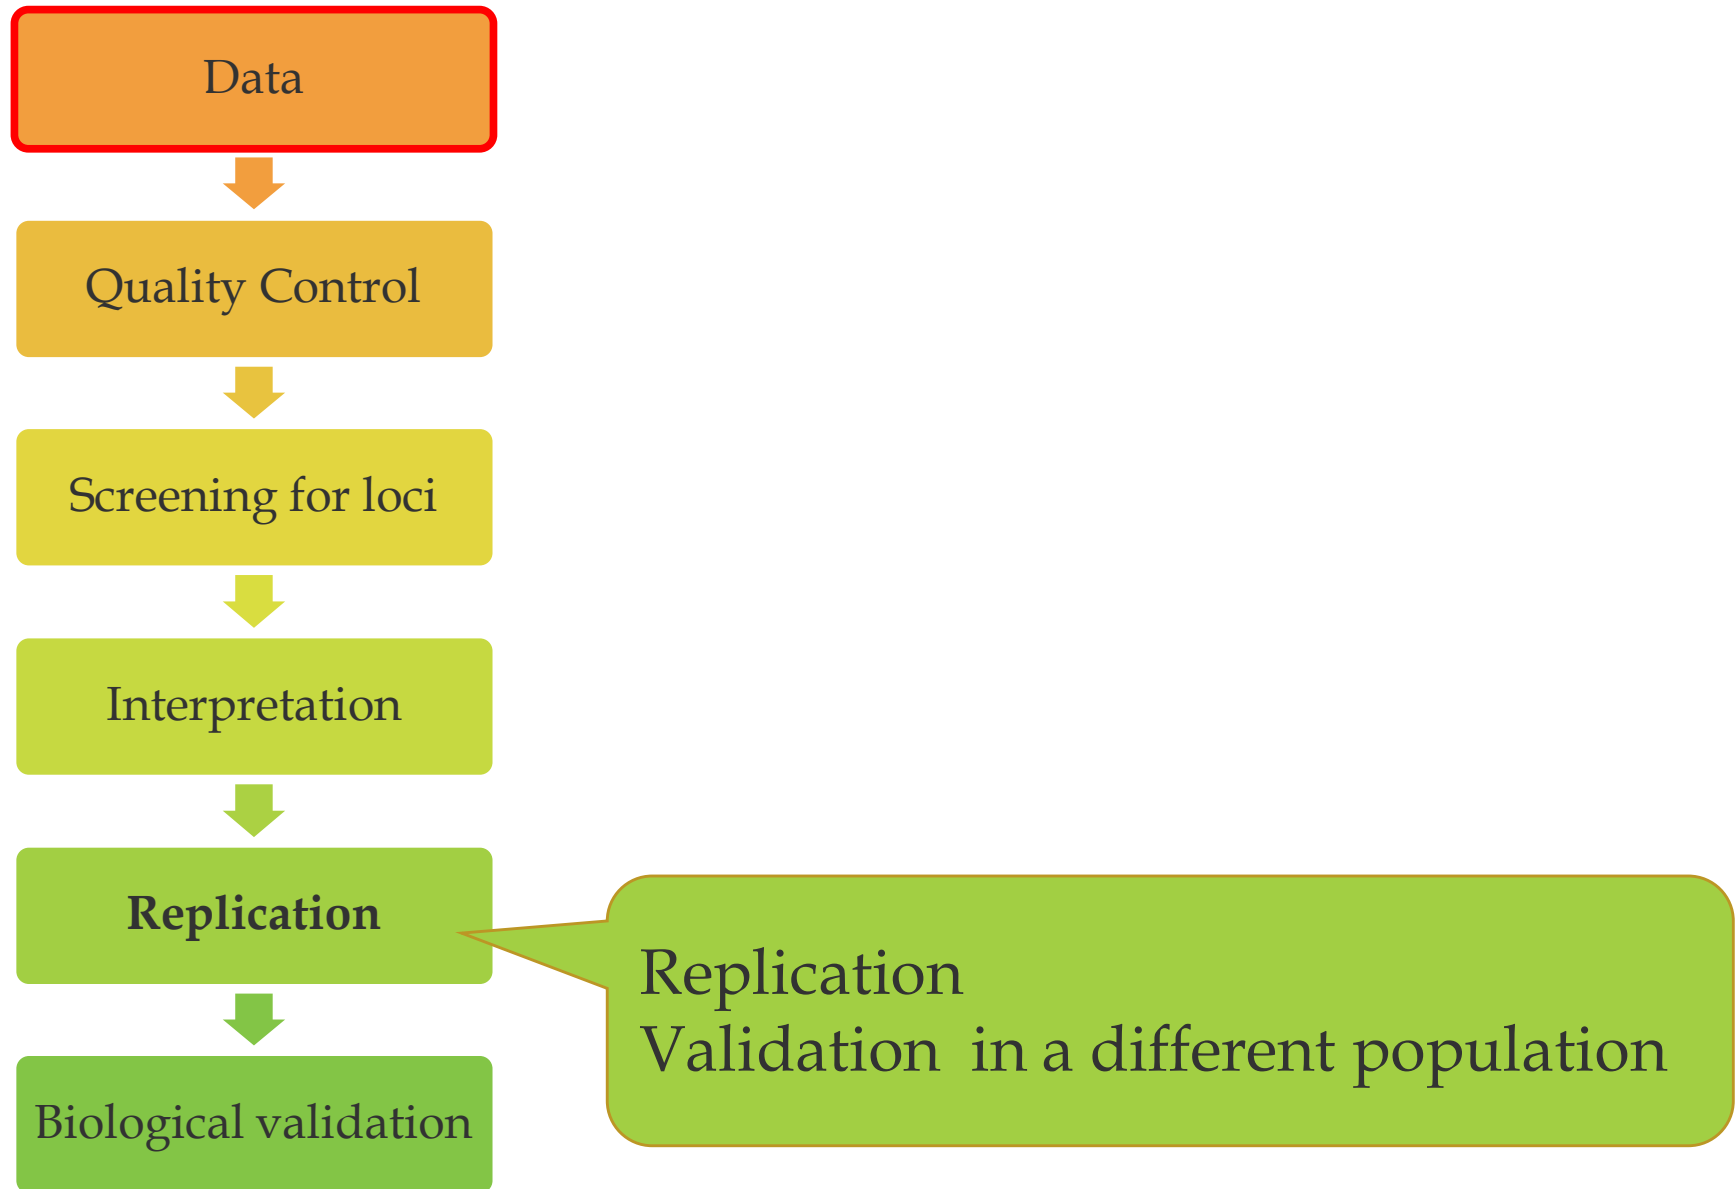 Data
Quality Control
Screening for loci
Interpretation
Replication
Replication
Validation  in a different population
Biological validation